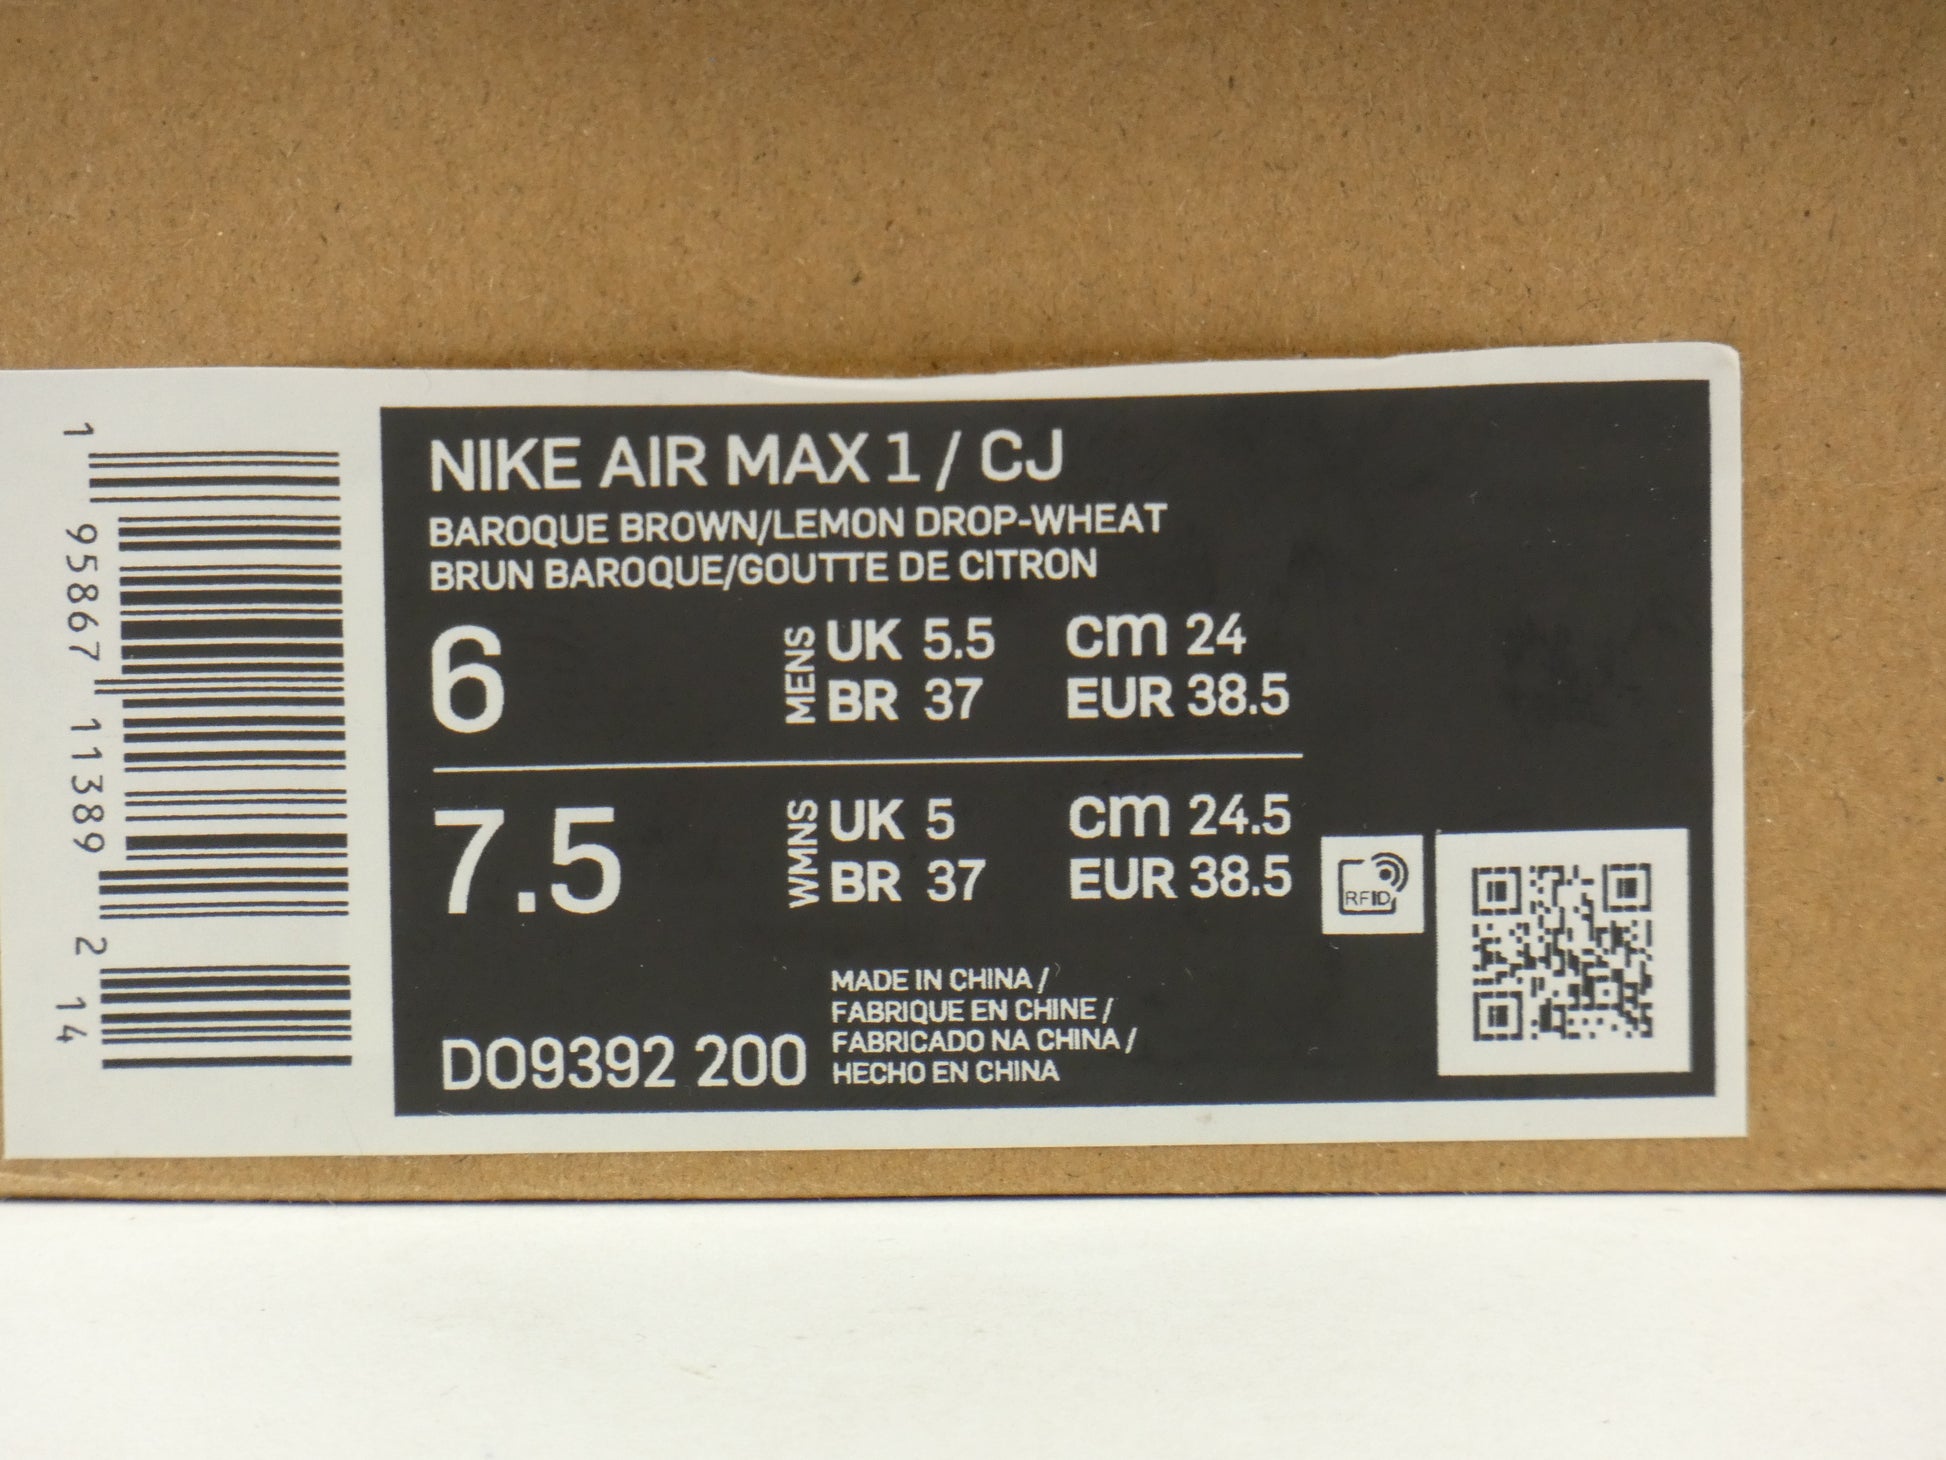 1 95867 11389 2 14
NIKE AIR MAX 1 / CJ
BAROQUE BROWN/LEMON DROP-WHEAT
BRUN BAROQUE/GOUTTE DE CITRON
6 MENS UK 5.5 cm 24
BR 37 EUR 38.5
7.5 WMNS UK 5 cm 24.5
BR 37 EUR 38.5
RFID
MADE IN CHINA /
FABRIQUE EN CHINE /
FABRICADO NA CHINA /
HECHO EN CHINA
DO9392 200